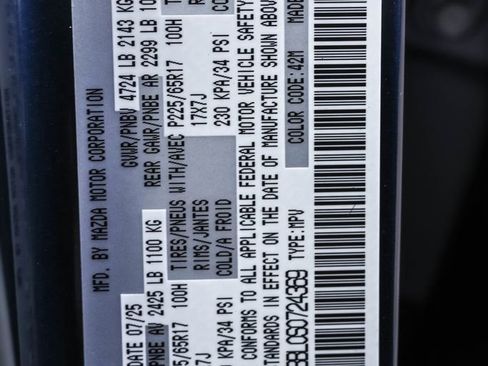 MFD. BY MAZDA MOTOR CORPORATION
DATE 07/25 GVWR/PNBV 4724 LB 2143 KG
PNBE AV 2425 LB 1100 KG REAR GAWR/PNBE AR 2299 LB
/65R17 100H TIRES/PNEUS WITH/AVEC P225/65R17 100H
7J RIMS/JANTES 17X7J
KPA/34 PSI COLD/A FROID 230 KPA/34 PSI
CONFORMS TO ALL APPLICABLE FEDERAL MOTOR VEHICLE SAFETY
STANDARDS IN EFFECT ON THE DATE OF MANUFACTURE SHOWN ABOVE
TYPE:MPV COLOR CODE:42M MADE